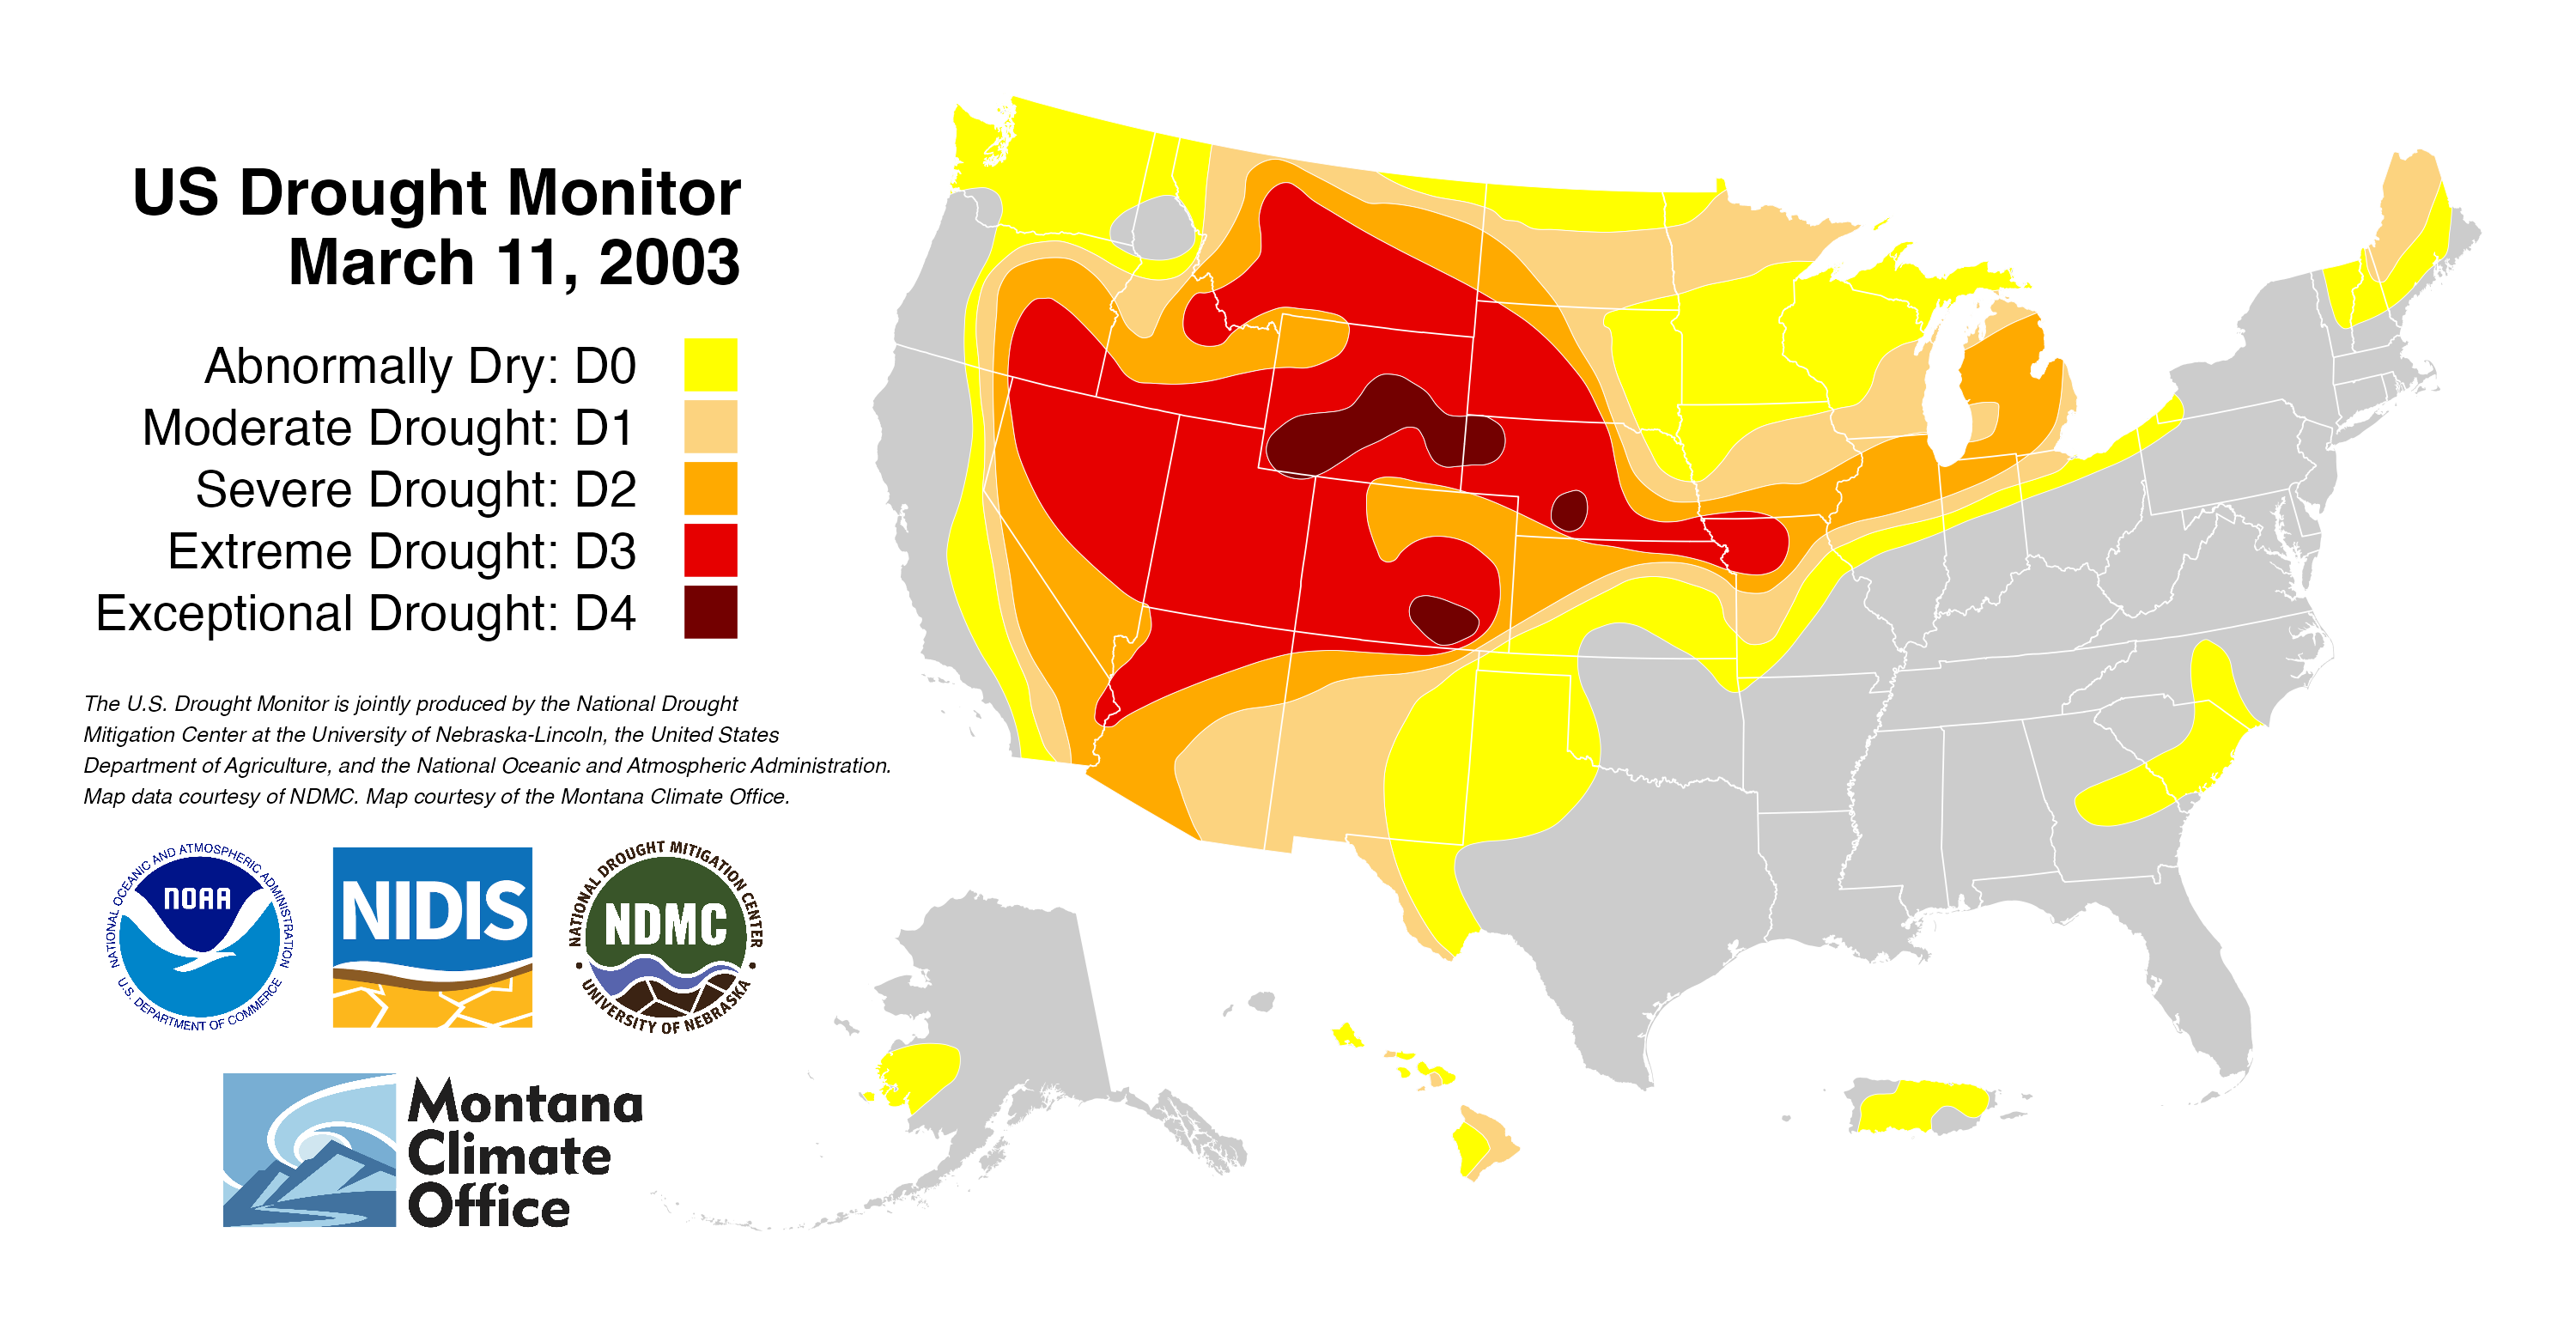 US Drought Monitor
March 11, 2003
Abnormally Dry: D0
Moderate Drought: D1
Severe Drought: D2
Extreme Drought: D3
Exceptional Drought: D4
The U.S. Drought Monitor is jointly produced by the National Drought
Mitigation Center at the University of Nebraska-Lincoln, the United States
Department of Agriculture, and the National Oceanic and Atmospheric Administration.
Map data courtesy of NDMC. Map courtesy of the Montana Climate Office.
NATIONAL OCEANIC AND ATMOSPHERIC ADMINISTRATION
NOAA
U.S. DEPARTMENT OF COMMERCE
NIDIS
NATIONAL DROUGHT MITIGATION CENTER
NDMC
• UNIVERSITY OF NEBRASKA •
Montana
Climate
Office